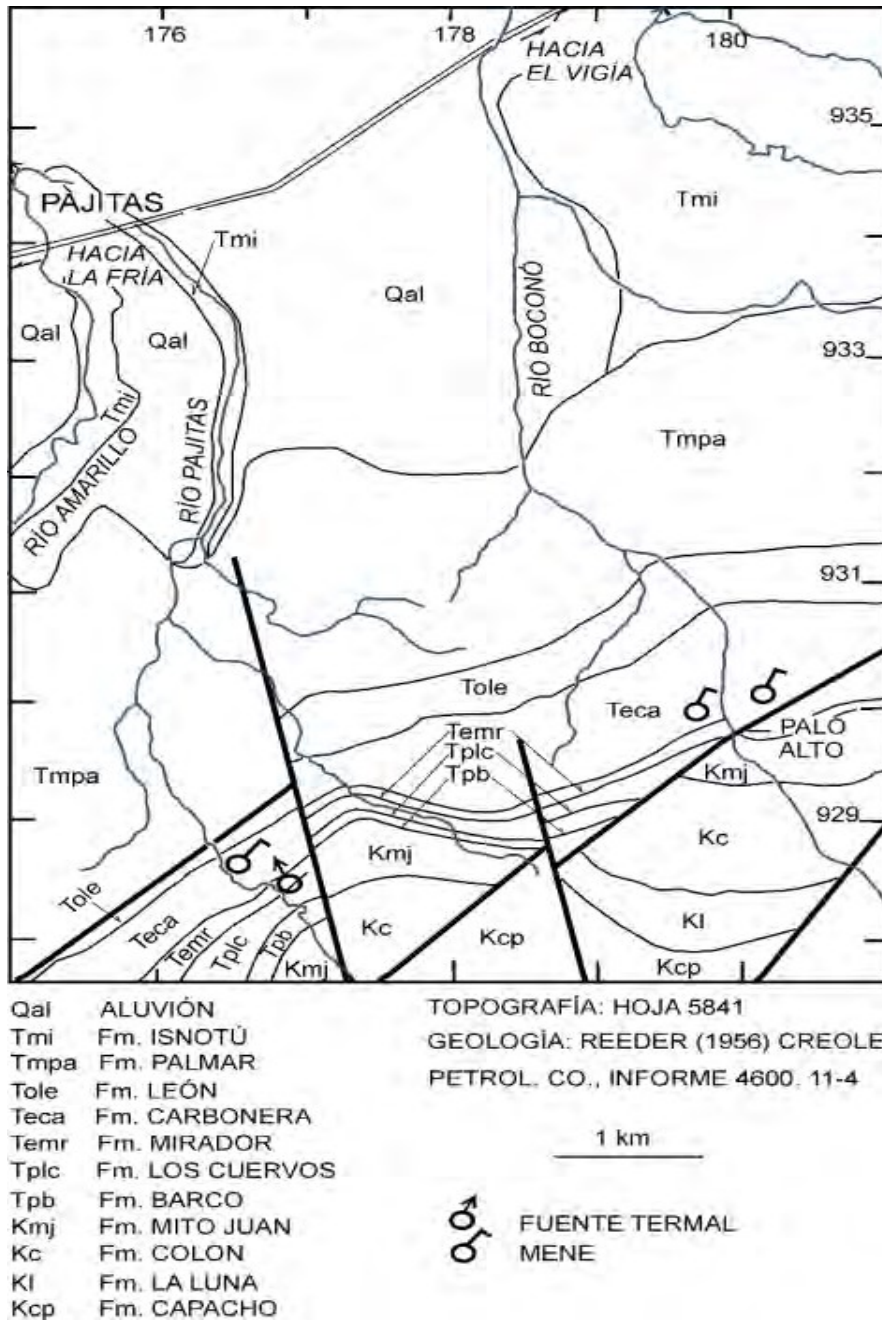 176
178
180
HACIA
EL VIGÍA
935
PAJITAS
Tmi
Tmi
HACIA
LA FRÍA
Qal
Qal
Qal
RÍO BOCONÓ
933
Tmi
RÍO PAJITAS
Tmpa
RÍO AMARILLO
931
Tole
Teca
Temr
Tplc
Tpb
PALO
ALTO
Kmj
Tmpa
929
Kc
Kmj
Tole
Teca
Temr
Tplc
Tpb
Kmj
Kc
Kcp
Kl
Kcp
Qal ALUVIÓN
Tmi Fm. ISNOTÚ
Tmpa Fm. PALMAR
Tole Fm. LEÓN
Teca Fm. CARBONERA
Temr Fm. MIRADOR
Tplc Fm. LOS CUERVOS
Tpb Fm. BARCO
Kmj Fm. MITO JUAN
Kc Fm. COLÓN
Kl Fm. LA LUNA
Kcp Fm. CAPACHO
TOPOGRAFÍA: HOJA 5841
GEOLOGÍA: REEDER (1956) CREOLE
PETROL. CO., INFORME 4600. 11-4
1 km
FUENTE TERMAL
MENE